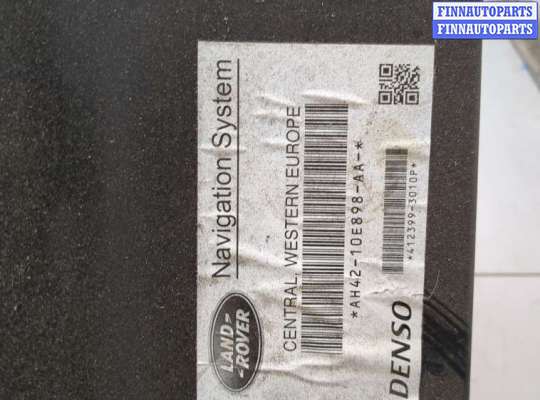 FINNAUTOPARTS
FINNAUTOPARTS
LAND-
-ROVER
Navigation System
CENTRAL, WESTERN EUROPE
*AH42-10E898-AA-*
DENSO
*412399-3010P*